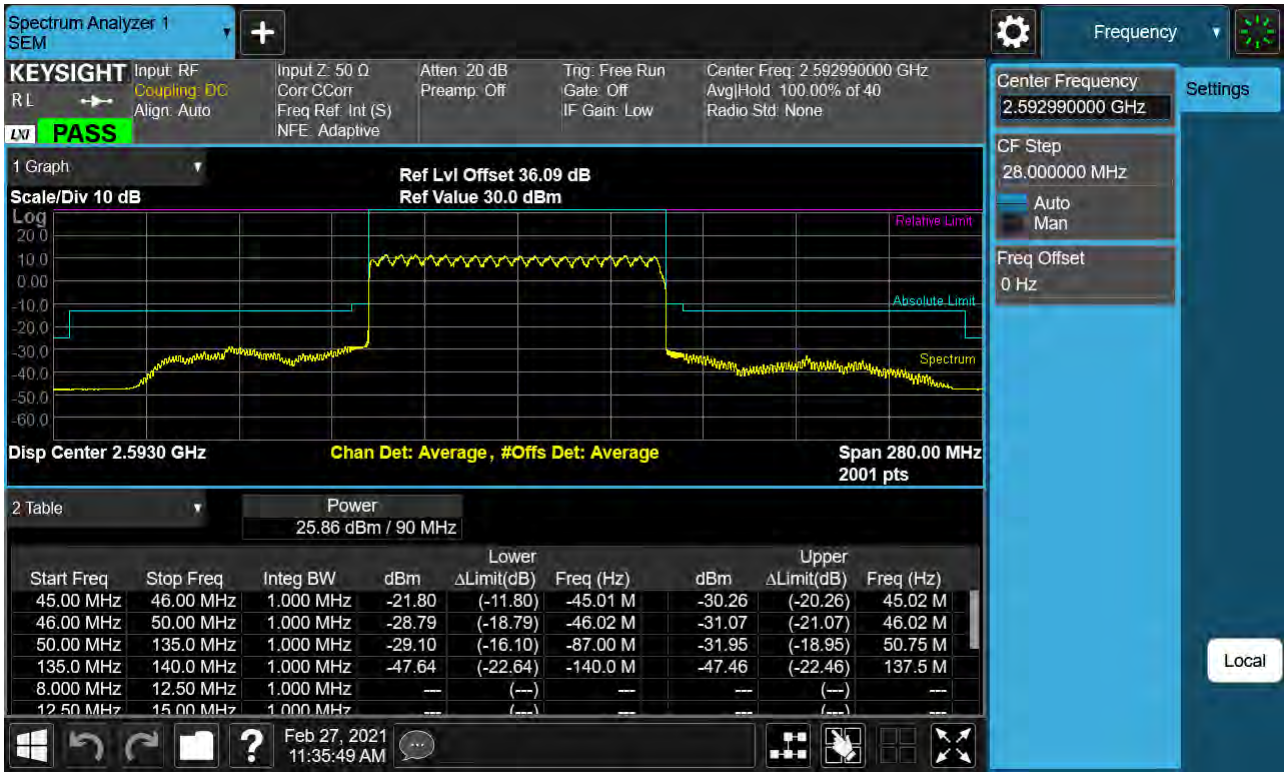 Spectrum Analyzer 1
SEM
Frequency
KEYSIGHT
R L
LXI PASS
Input: RF
Coupling: DC
Align: Auto
Input Z: 50 Ω
Corr CCorr
Freq Ref: Int (S)
NFE: Adaptive
Atten: 20 dB
Preamp: Off
Trig: Free Run
Gate: Off
IF Gain: Low
Center Freq: 2.592990000 GHz
Avg|Hold: 100.00% of 40
Radio Std: None
Center Frequency
2.592990000 GHz
Settings
CF Step
28.000000 MHz
Auto
Man
Freq Offset
0 Hz
Local
1 Graph
Scale/Div 10 dB
Ref Lvl Offset 36.09 dB
Ref Value 30.0 dBm
Log
20.0
10.0
0.00
-10.0
-20.0
-30.0
-40.0
-50.0
-60.0
Relative Limit
Absolute Limit
Spectrum
Disp Center 2.5930 GHz
Chan Det: Average, #Offs Det: Average
Span 280.00 MHz
2001 pts
2 Table
Power
25.86 dBm / 90 MHz
Lower Upper
Start Freq Stop Freq Integ BW dBm ΔLimit(dB) Freq (Hz) dBm ΔLimit(dB) Freq (Hz)
45.00 MHz 46.00 MHz 1.000 MHz -21.80 (-11.80) -45.01 M -30.26 (-20.26) 45.02 M
46.00 MHz 50.00 MHz 1.000 MHz -28.79 (-18.79) -46.02 M -31.07 (-21.07) 46.02 M
50.00 MHz 135.0 MHz 1.000 MHz -29.10 (-16.10) -87.00 M -31.95 (-18.95) 50.75 M
135.0 MHz 140.0 MHz 1.000 MHz -47.64 (-22.64) -140.0 M -47.46 (-22.46) 137.5 M
8.000 MHz 12.50 MHz 1.000 MHz --- (---) --- --- (---) ---
12.50 MHz 15.00 MHz 1.000 MHz --- (---) --- --- (---) ---
Feb 27, 2021
11:35:49 AM